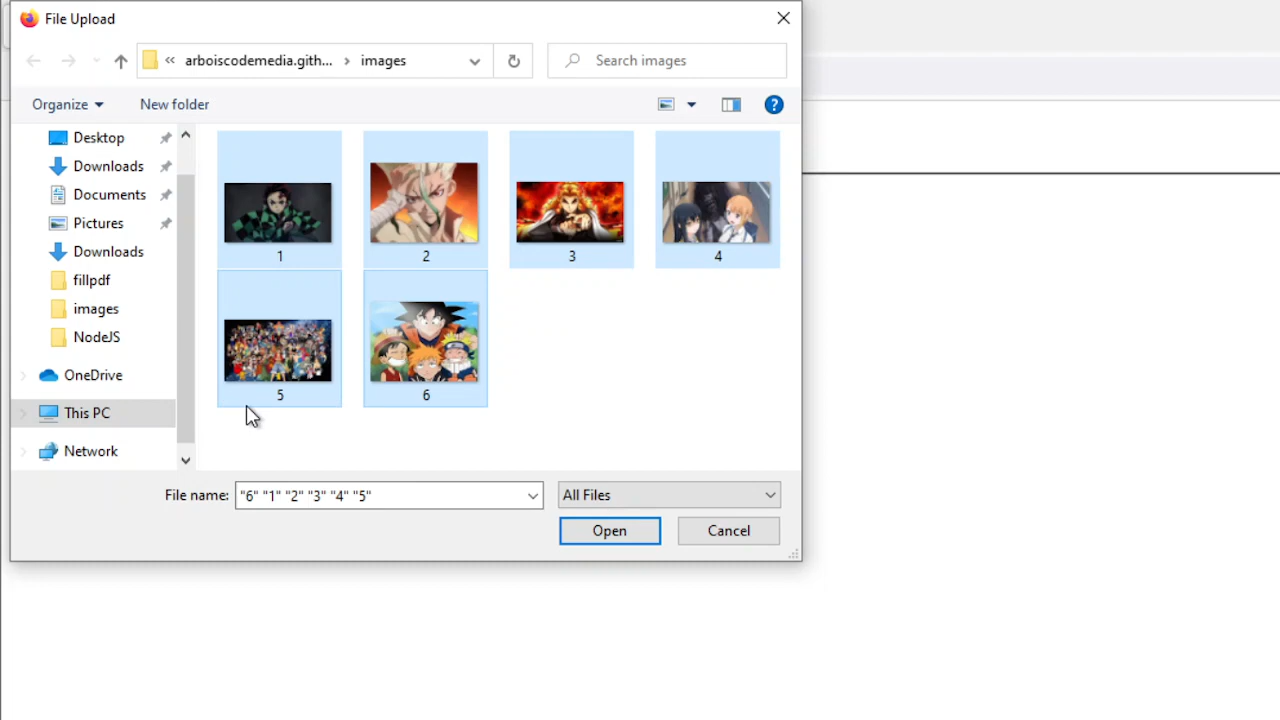 File Upload
« arboiscodemedia.gith... › images
Search images
Organize
New folder
?
Desktop
Downloads
Documents
Pictures
Downloads
fillpdf
images
NodeJS
OneDrive
This PC
Network
1
2
3
4
5
6
File name: "6" "1" "2" "3" "4" "5"
All Files
Open
Cancel